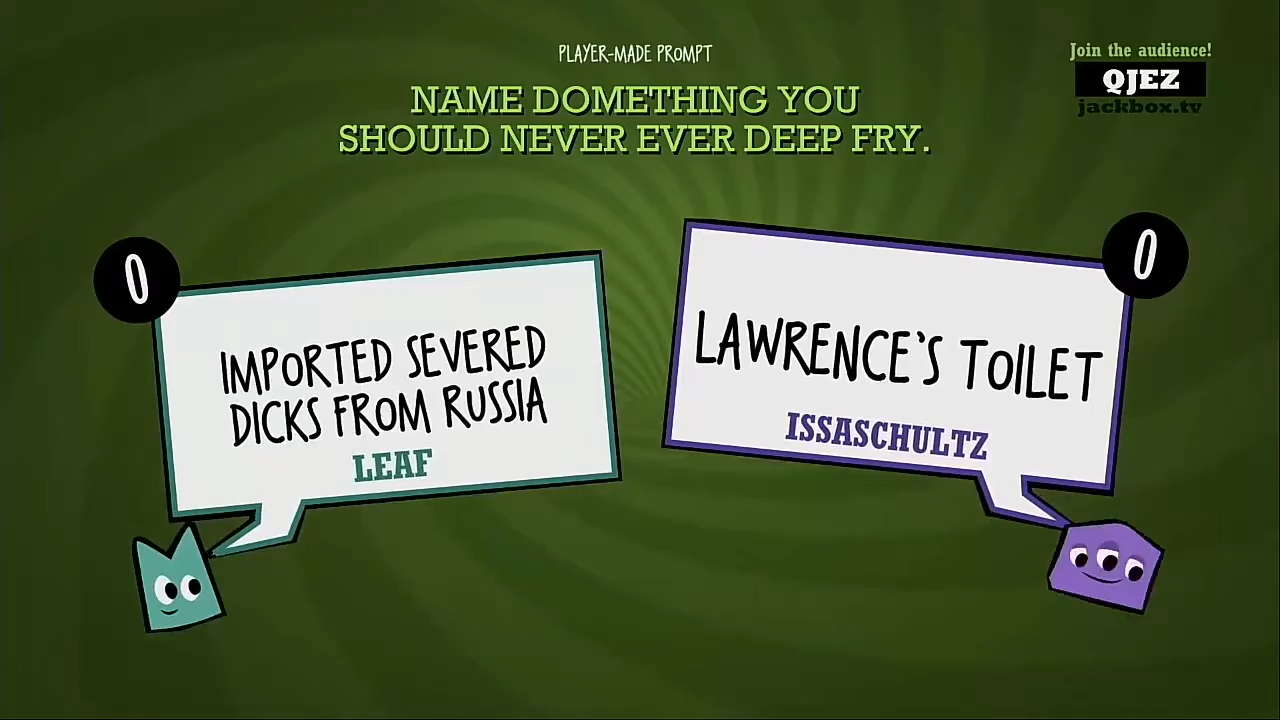 PLAYER-MADE PROMPT
NAME DOMETHING YOU
SHOULD NEVER EVER DEEP FRY.
Join the audience!
QJEZ
jackbox.tv
0
IMPORTED SEVERED
DICKS FROM RUSSIA
LEAF
0
LAWRENCE'S TOILET
ISSASCHULTZ